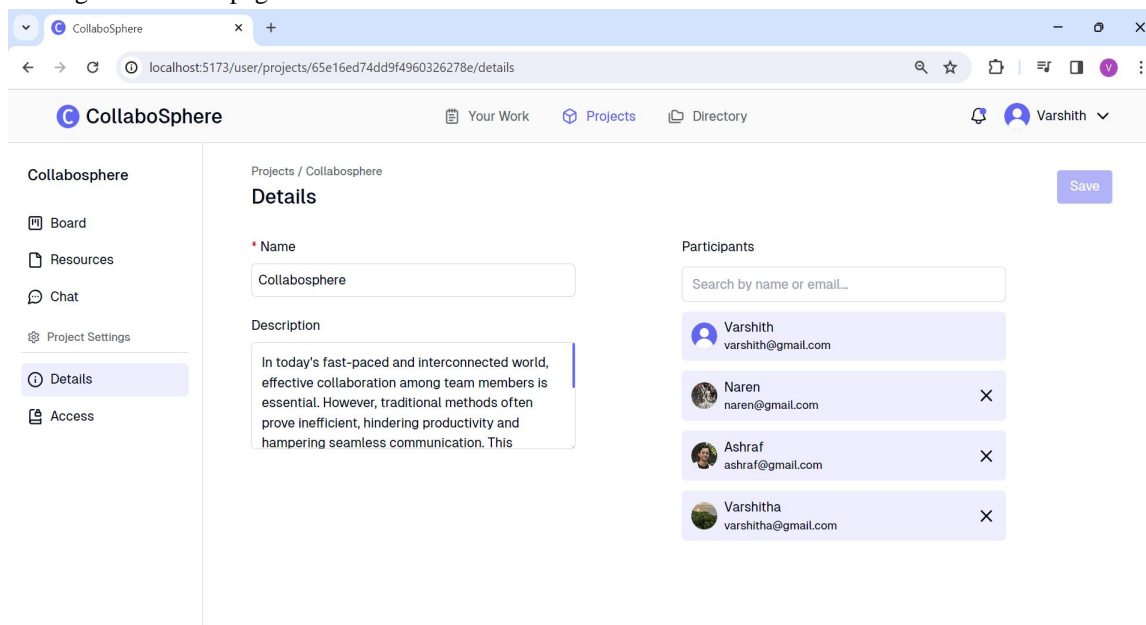 CollaboSphere
localhost:5173/user/projects/65e16ed74dd9f4960326278e/details
V
CollaboSphere
Your Work
Projects
Directory
Varshith
Collabosphere
Board
Resources
Chat
Project Settings
Details
Access
Projects / Collabosphere
Details
Save
* Name
Collabosphere
Description
In today's fast-paced and interconnected world,
effective collaboration among team members is
essential. However, traditional methods often
prove inefficient, hindering productivity and
hampering seamless communication. This
Participants
Search by name or email...
Varshith
varshith@gmail.com
Naren
naren@gmail.com
Ashraf
ashraf@gmail.com
Varshitha
varshitha@gmail.com